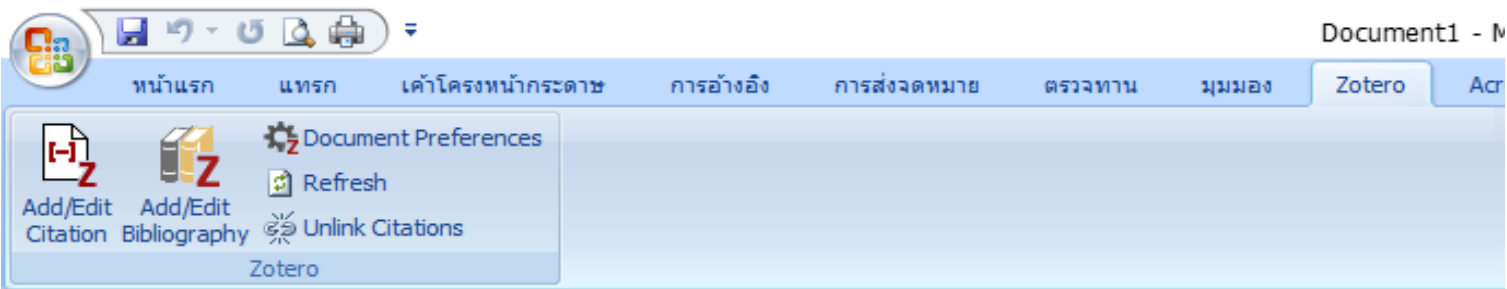 Document1 - M
หน้าแรก แทรก เค้าโครงหน้ากระดาษ การอ้างอิง การส่งจดหมาย ตรวจทาน มุมมอง Zotero Acr
Document Preferences
Refresh
Unlink Citations
Add/Edit
Citation
Add/Edit
Bibliography
Zotero